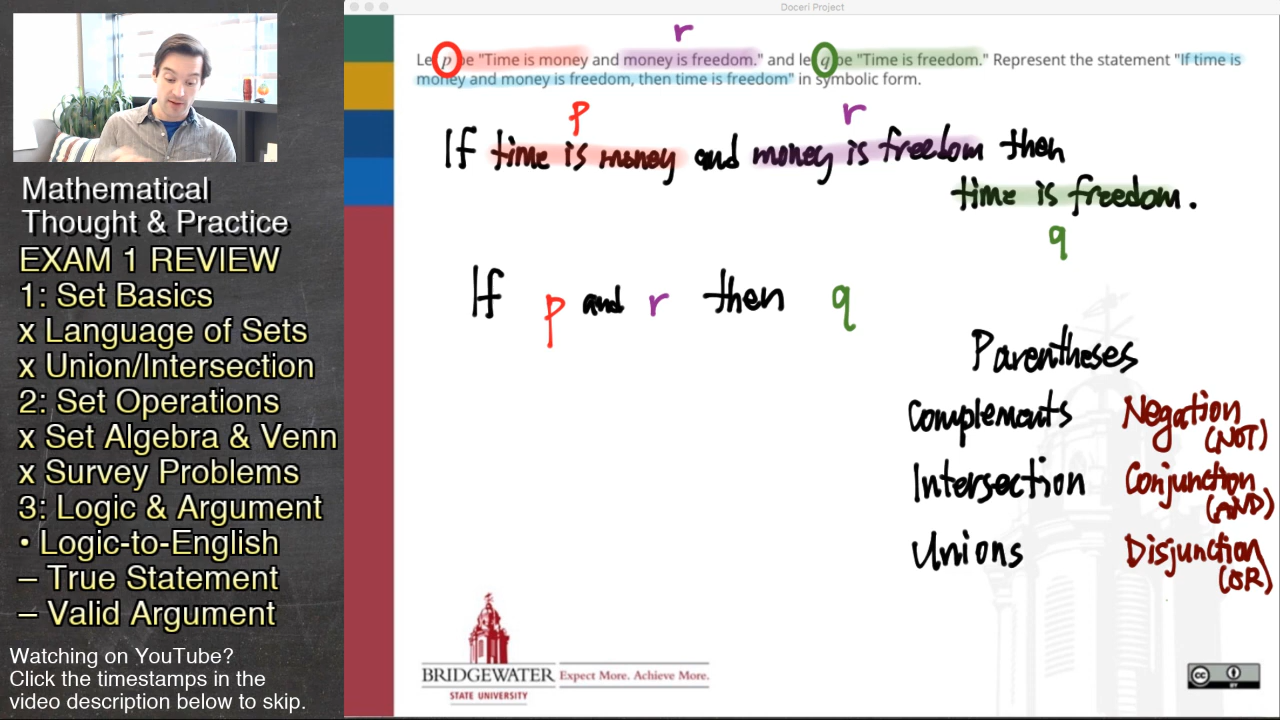 Doceri Project
r
Let p be "Time is money and money is freedom." and let q be "Time is freedom." Represent the statement "If time is
money and money is freedom, then time is freedom" in symbolic form.
p r
If time is money and money is freedom then
time is freedom.
q
If p and r then q
Parentheses
Complements Negation
(NOT)
Intersection Conjunction
(AND)
Unions Disjunction
(OR)
Mathematical
Thought & Practice
EXAM 1 REVIEW
1: Set Basics
x Language of Sets
x Union/Intersection
2: Set Operations
x Set Algebra & Venn
x Survey Problems
3: Logic & Argument
• Logic-to-English
– True Statement
– Valid Argument
Watching on YouTube?
Click the timestamps in the
video description below to skip.
BRIDGEWATER
STATE UNIVERSITY
Expect More. Achieve More.
cc
BY